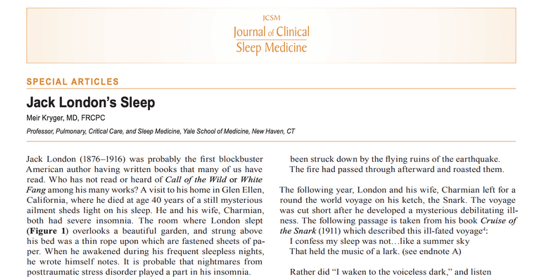 JCSM
Journal of Clinical
Sleep Medicine
SPECIAL ARTICLES
Jack London's Sleep
Meir Kryger, MD, FRCPC
Professor, Pulmonary, Critical Care, and Sleep Medicine, Yale School of Medicine, New Haven, CT
Jack London (1876–1916) was probably the first blockbuster
American author having written books that many of us have
read. Who has not read or heard of Call of the Wild or White
Fang among his many works? A visit to his home in Glen Ellen,
California, where he died at age 40 years of a still mysterious
ailment sheds light on his sleep. He and his wife, Charmian,
both had severe insomnia. The room where London slept
(Figure 1) overlooks a beautiful garden, and strung above
his bed was a thin rope upon which are fastened sheets of pa-
per. When he awakened during his frequent sleepless nights,
he wrote himself notes. It is probable that nightmares from
posttraumatic stress disorder played a part in his insomnia.
been struck down by the flying ruins of the earthquake.
The fire had passed through afterward and roasted them.
The following year, London and his wife, Charmian left for a
round the world voyage on his ketch, the Snark. The voyage
was cut short after he developed a mysterious debilitating ill-
ness. The following passage is taken from his book Cruise of
the Snark (1911) which described this ill-fated voyage⁴:
I confess my sleep was not…like a summer sky
That held the music of a lark. (see endnote A)
Rather did “I waken to the voiceless dark,” and listen